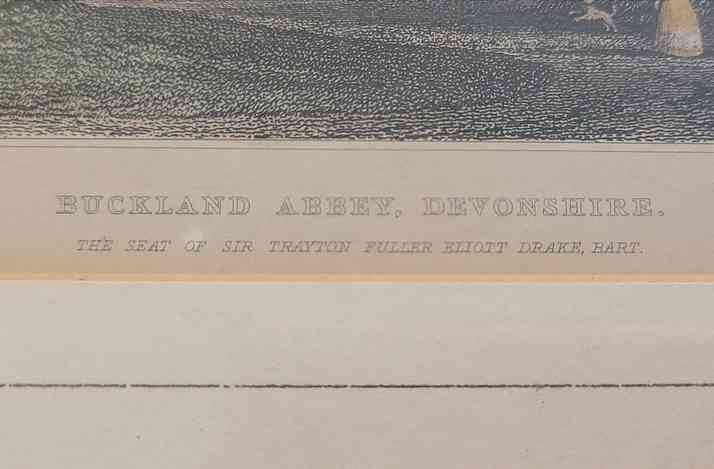 BUCKLAND ABBEY, DEVONSHIRE.
THE SEAT OF SIR TRAYTON FULLER ELIOTT DRAKE, BART.